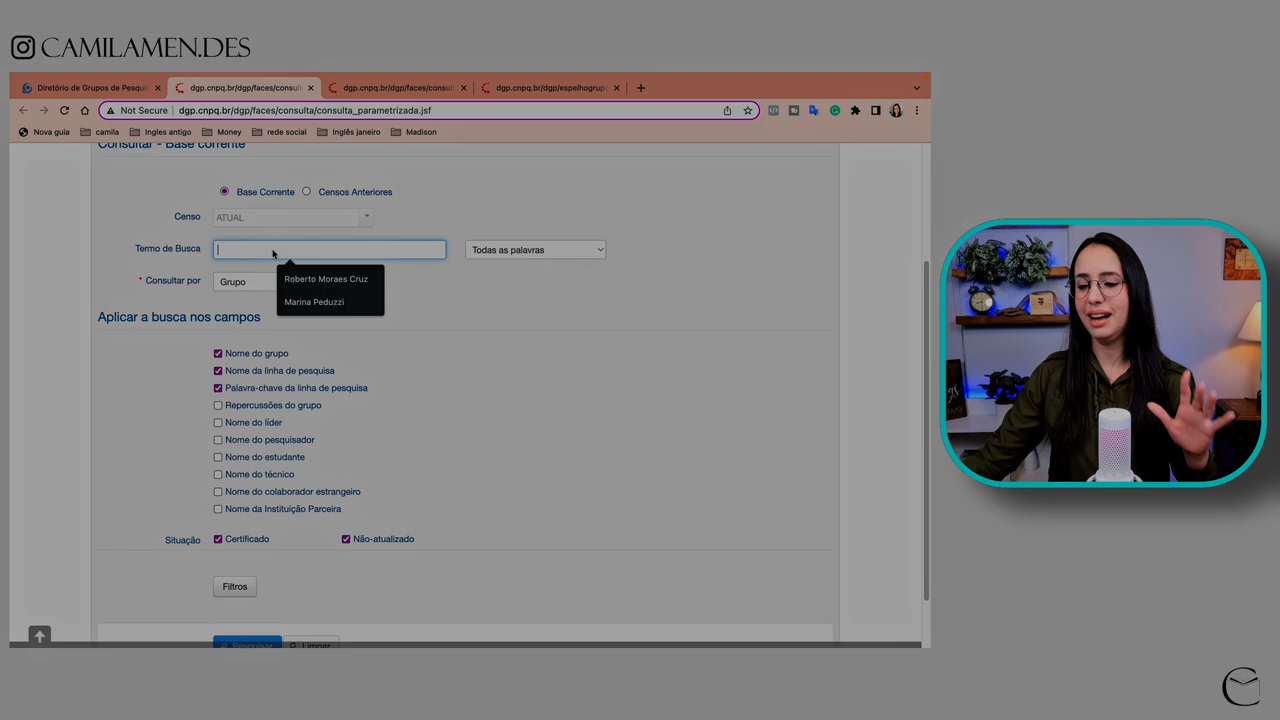 CAMILAMEN.DES
Diretório de Grupos de Pesqui
dgp.cnpq.br/dgp/faces/consult
dgp.cnpq.br/dgp/faces/consult
dgp.cnpq.br/dgp/espelhogrupo
Not Secure
dgp.cnpq.br/dgp/faces/consulta/consulta_parametrizada.jsf
Nova guia
camila
Ingles antigo
Money
rede social
Inglês janeiro
Madison
Consultar - Base corrente
Base Corrente
Censos Anteriores
Censo
ATUAL
Termo de Busca
Todas as palavras
Roberto Moraes Cruz
* Consultar por
Grupo
Marina Peduzzi
Aplicar a busca nos campos
Nome do grupo
Nome da linha de pesquisa
Palavra-chave da linha de pesquisa
Repercussões do grupo
Nome do líder
Nome do pesquisador
Nome do estudante
Nome do técnico
Nome do colaborador estrangeiro
Nome da Instituição Parceira
Situação
Certificado
Não-atualizado
Filtros
Pesquisar
Limpar